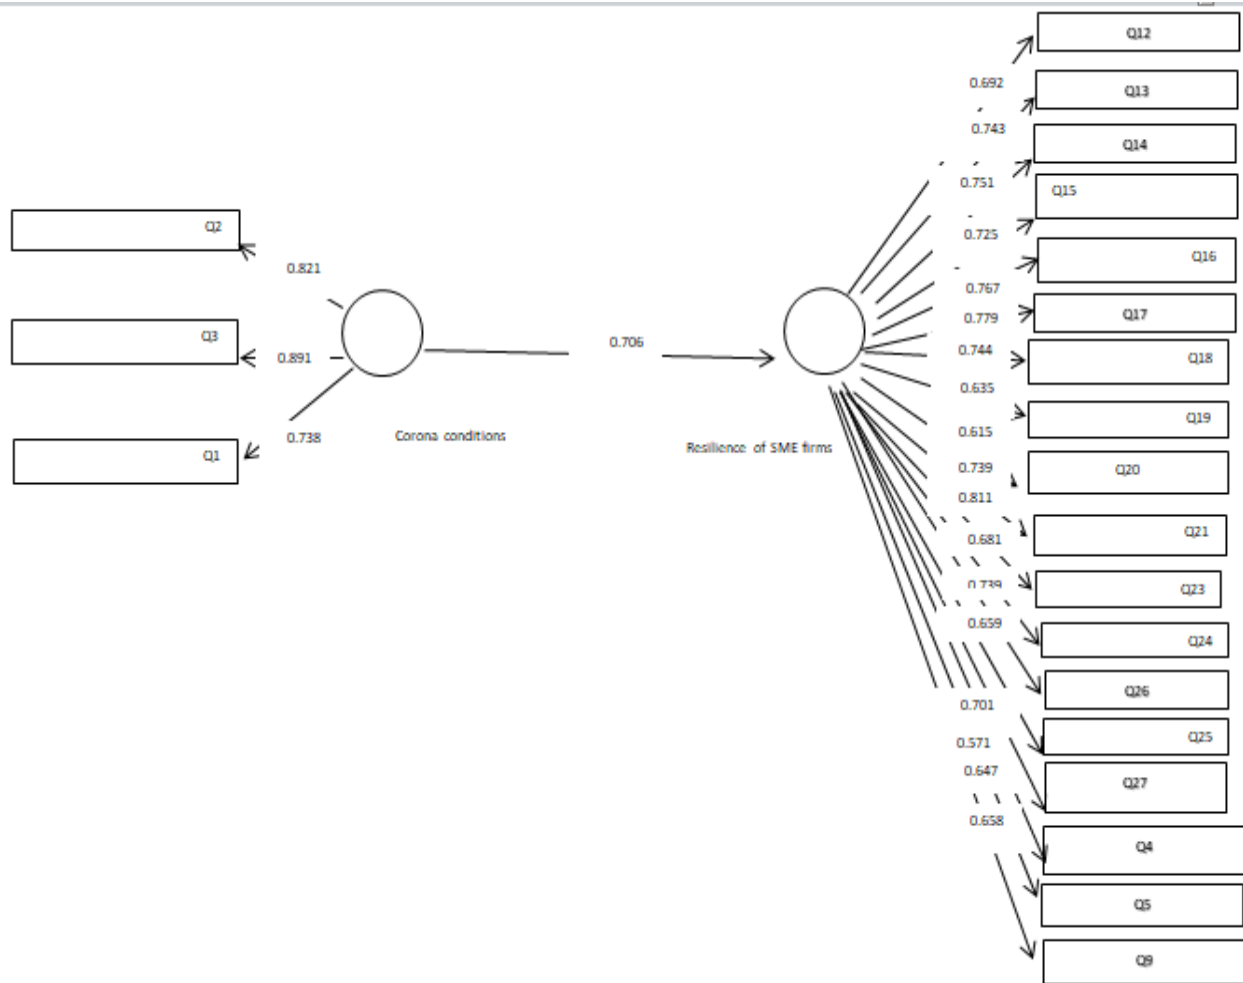 Q12
0.692
Q13
0.743
Q14
0.751
Q15
Q2
0.725
Q16
0.821
0.767
0.779
Q17
Q3
0.891
0.706
0.744
Q18
0.635
Q19
0.738
Corona conditions
0.615
Q1
Resilience of SME firms
0.739
Q20
0.811
0.681
Q21
0.739
Q23
0.659
Q24
Q26
0.701
0.571
Q25
0.647
Q27
0.658
Q4
Q5
Q9